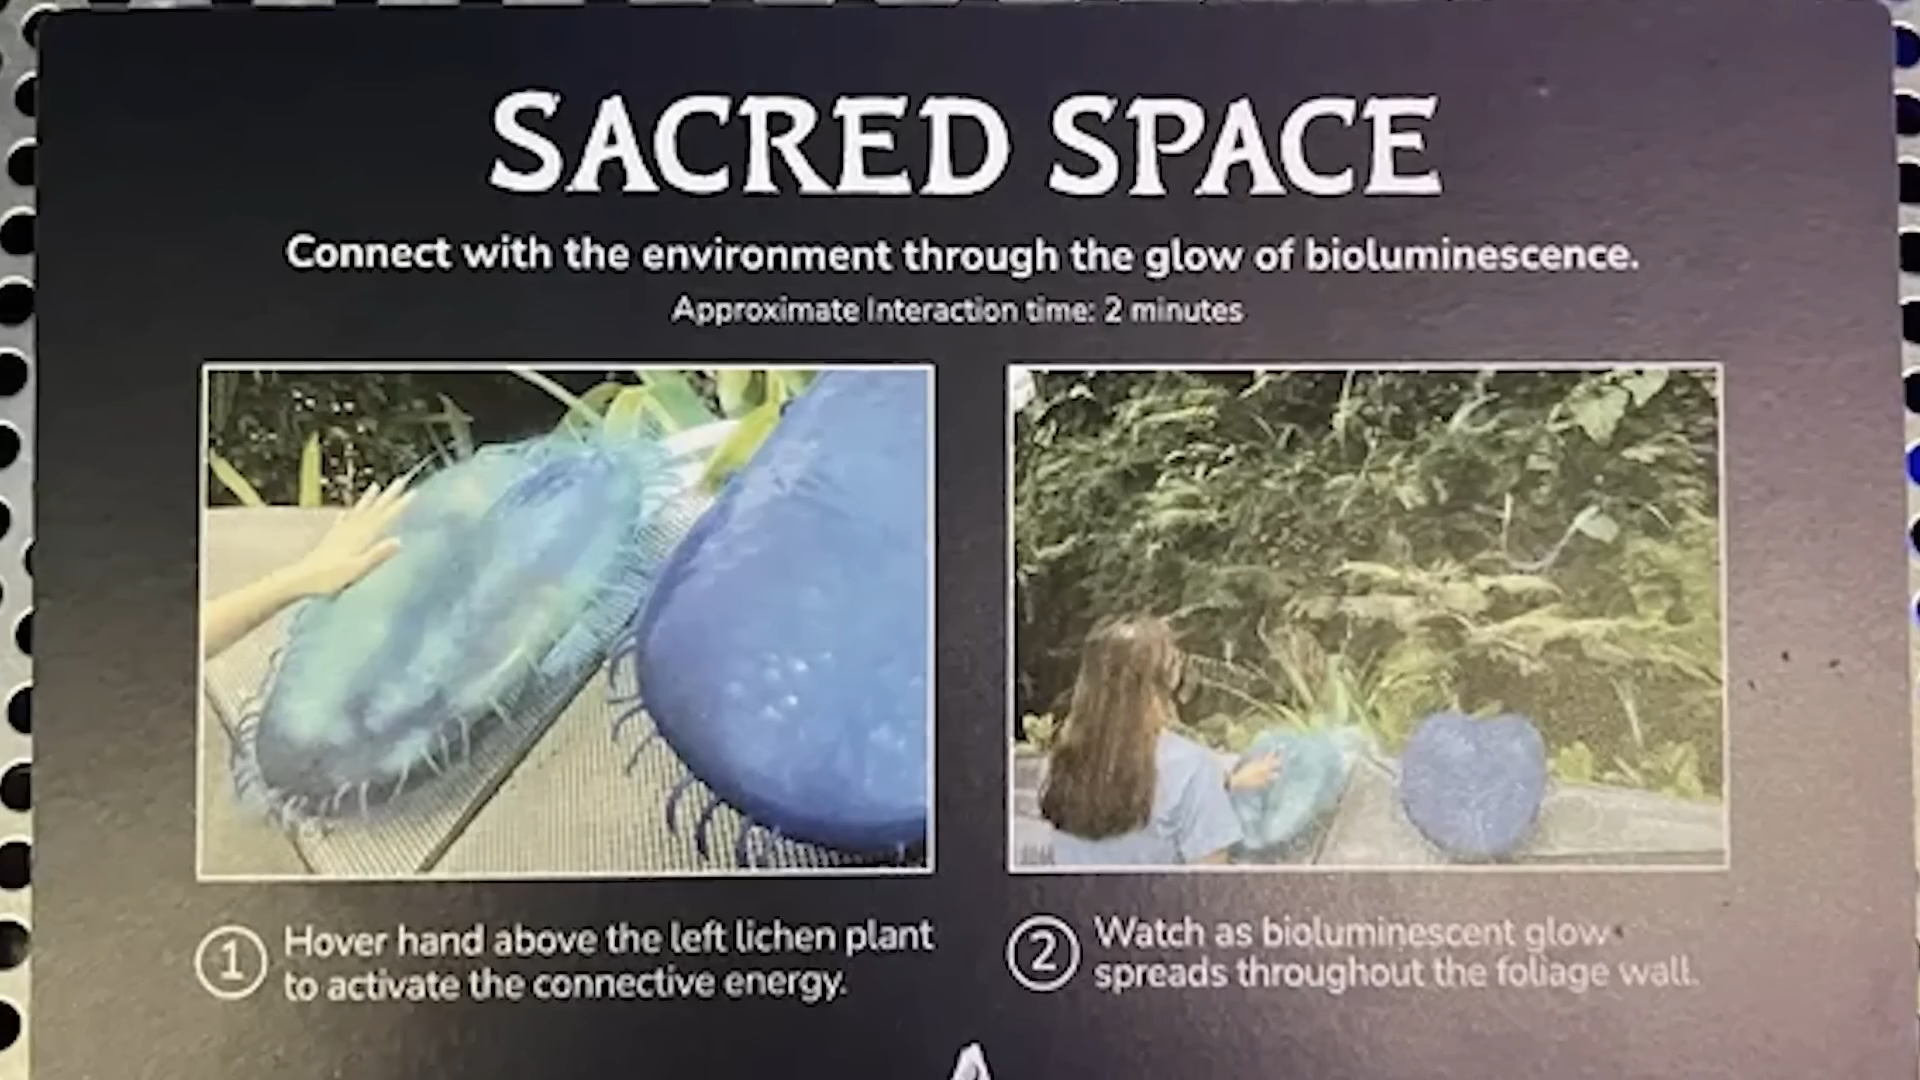 SACRED SPACE
Connect with the environment through the glow of bioluminescence.
Approximate Interaction time: 2 minutes
1 Hover hand above the left lichen plant
to activate the connective energy.
2 Watch as bioluminescent glow
spreads throughout the foliage wall.